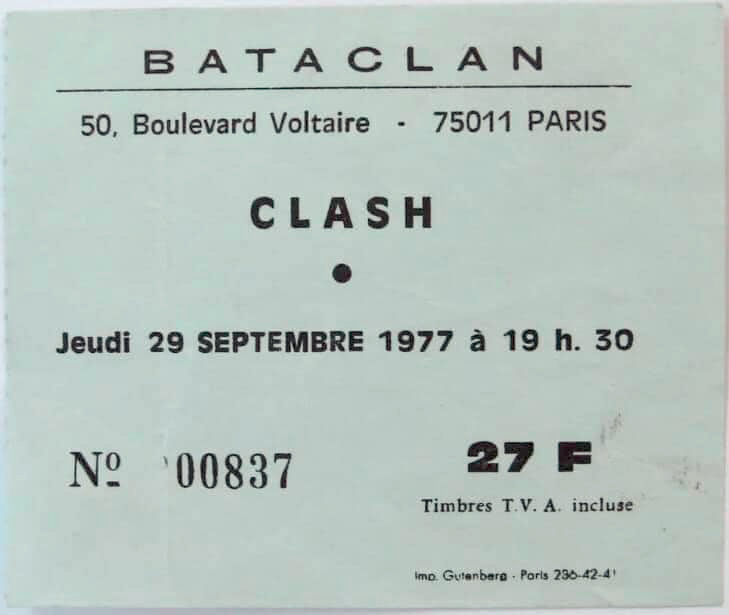 BATACLAN
50, Boulevard Voltaire - 75011 PARIS
CLASH
Jeudi 29 SEPTEMBRE 1977 à 19 h. 30
Nº 00837
27 F
Timbres T.V.A. incluse
Imp. Gutenberg - Paris 236-42-41